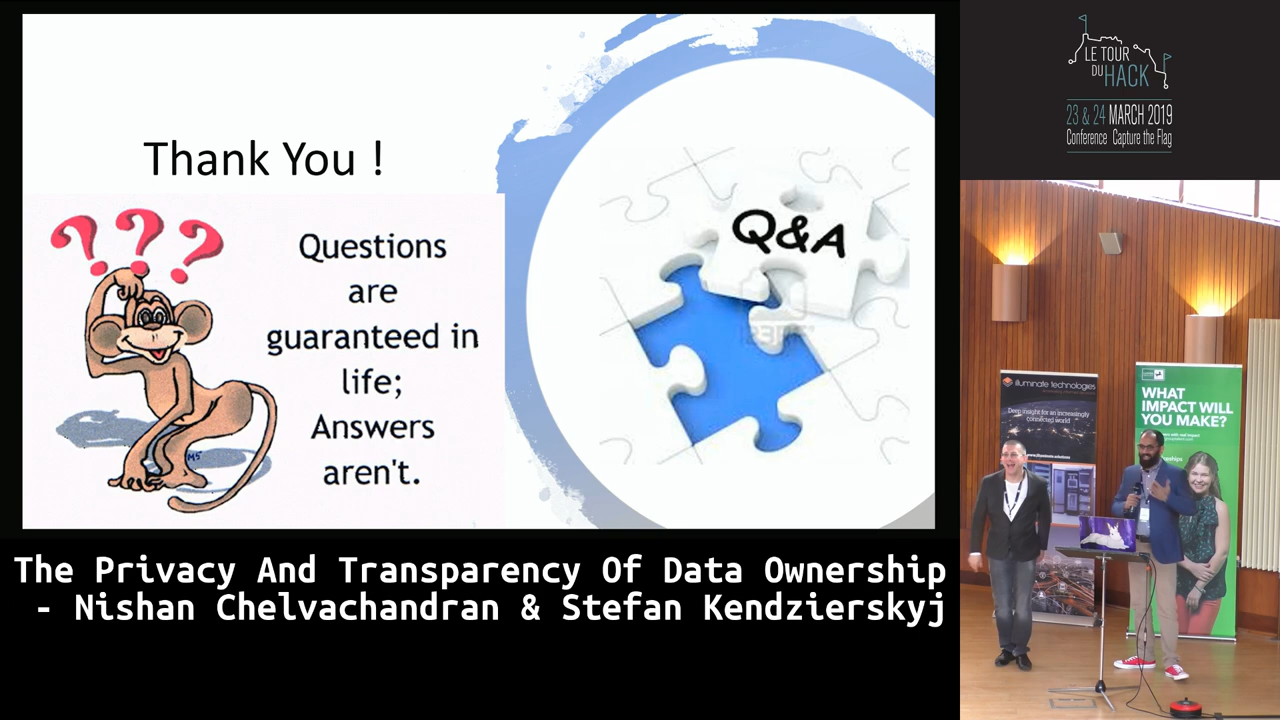 Thank You !
Questions
are
guaranteed in
life;
Answers
aren't.
MS
Q&A
The Privacy And Transparency Of Data Ownership
- Nishan Chelvachandran & Stefan Kendzierskyj
LE TOUR
DU HACK
23 & 24 MARCH 2019
Conference Capture the Flag
illuminate technologies
Deep insight for an increasingly
connected world
WHAT
IMPACT WILL
YOU MAKE?